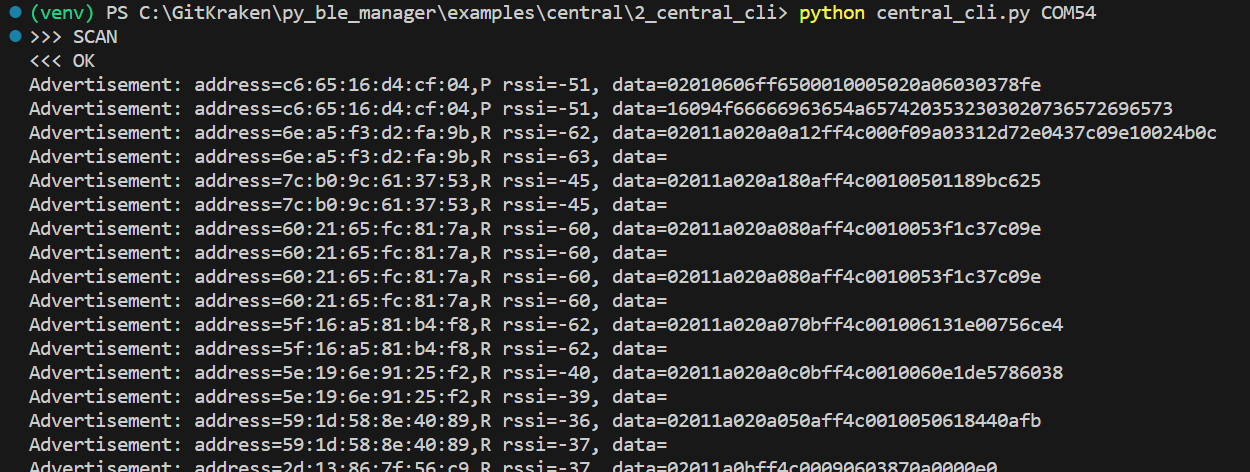 (venv) PS C:\GitKraken\py_ble_manager\examples\central\2_central_cli> python central_cli.py COM54
>>> SCAN
<<< OK
Advertisement: address=c6:65:16:d4:cf:04,P rssi=-51, data=02010606ff6500010005020a06030378fe
Advertisement: address=c6:65:16:d4:cf:04,P rssi=-51, data=16094f66666963654a657420353230302073657 2696573
Advertisement: address=6e:a5:f3:d2:fa:9b,R rssi=-62, data=02011a020a0a12ff4c000f09a03312d72e0437c09e10024b0c
Advertisement: address=6e:a5:f3:d2:fa:9b,R rssi=-63, data=
Advertisement: address=7c:b0:9c:61:37:53,R rssi=-45, data=02011a020a180aff4c00100501189bc625
Advertisement: address=7c:b0:9c:61:37:53,R rssi=-45, data=
Advertisement: address=60:21:65:fc:81:7a,R rssi=-60, data=02011a020a080aff4c0010053f1c37c09e
Advertisement: address=60:21:65:fc:81:7a,R rssi=-60, data=
Advertisement: address=60:21:65:fc:81:7a,R rssi=-60, data=02011a020a080aff4c0010053f1c37c09e
Advertisement: address=60:21:65:fc:81:7a,R rssi=-60, data=
Advertisement: address=5f:16:a5:81:b4:f8,R rssi=-62, data=02011a020a070bff4c001006131e00756ce4
Advertisement: address=5f:16:a5:81:b4:f8,R rssi=-62, data=
Advertisement: address=5e:19:6e:91:25:f2,R rssi=-40, data=02011a020a0c0bff4c0010060e1de5786038
Advertisement: address=5e:19:6e:91:25:f2,R rssi=-39, data=
Advertisement: address=59:1d:58:8e:40:89,R rssi=-36, data=02011a020a050aff4c0010050618440afb
Advertisement: address=59:1d:58:8e:40:89,R rssi=-37, data=
Advertisement: address=2d:13:86:7f:56:c9,R rssi=-37, data=02011a0bff4c00090603870a0000e0